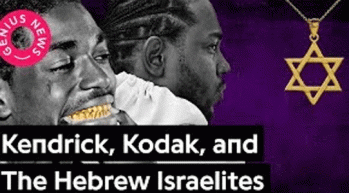 GENIUS NEWS
Kendrick, Kodak, and
The Hebrew Israelites